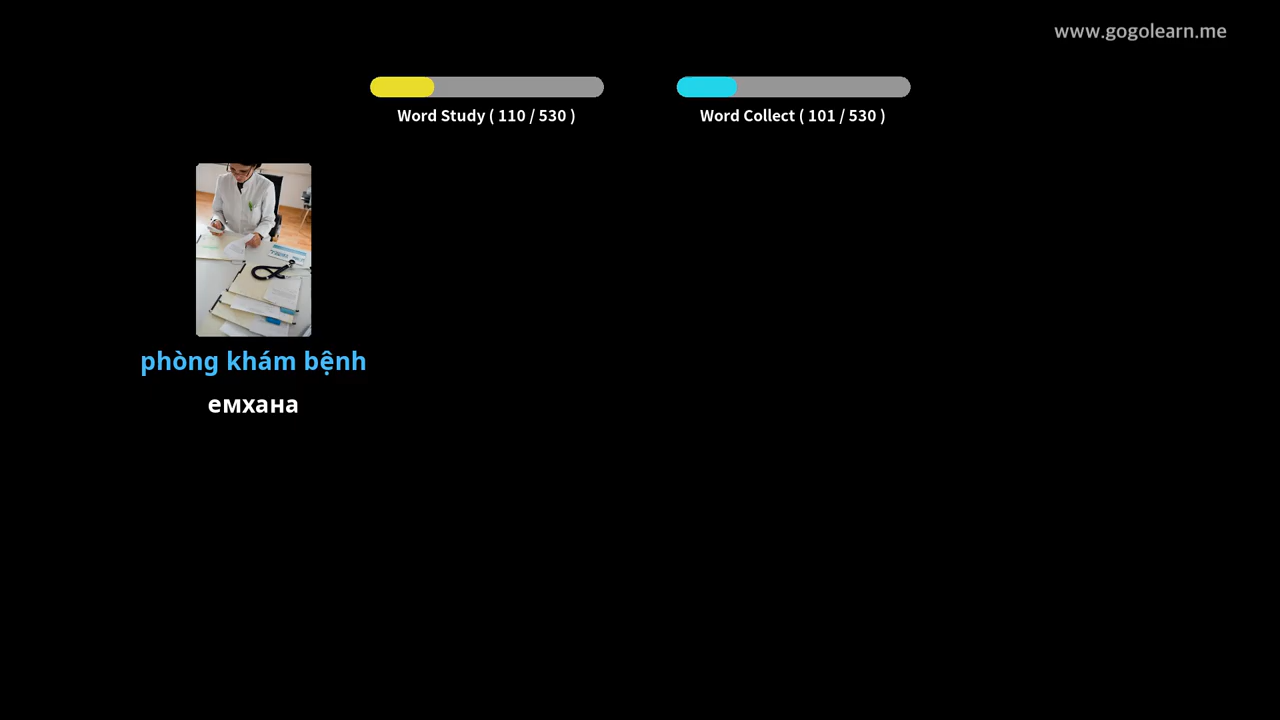 www.gogolearn.me
Word Study ( 110 / 530 )
Word Collect ( 101 / 530 )
phòng khám bệnh
емхана